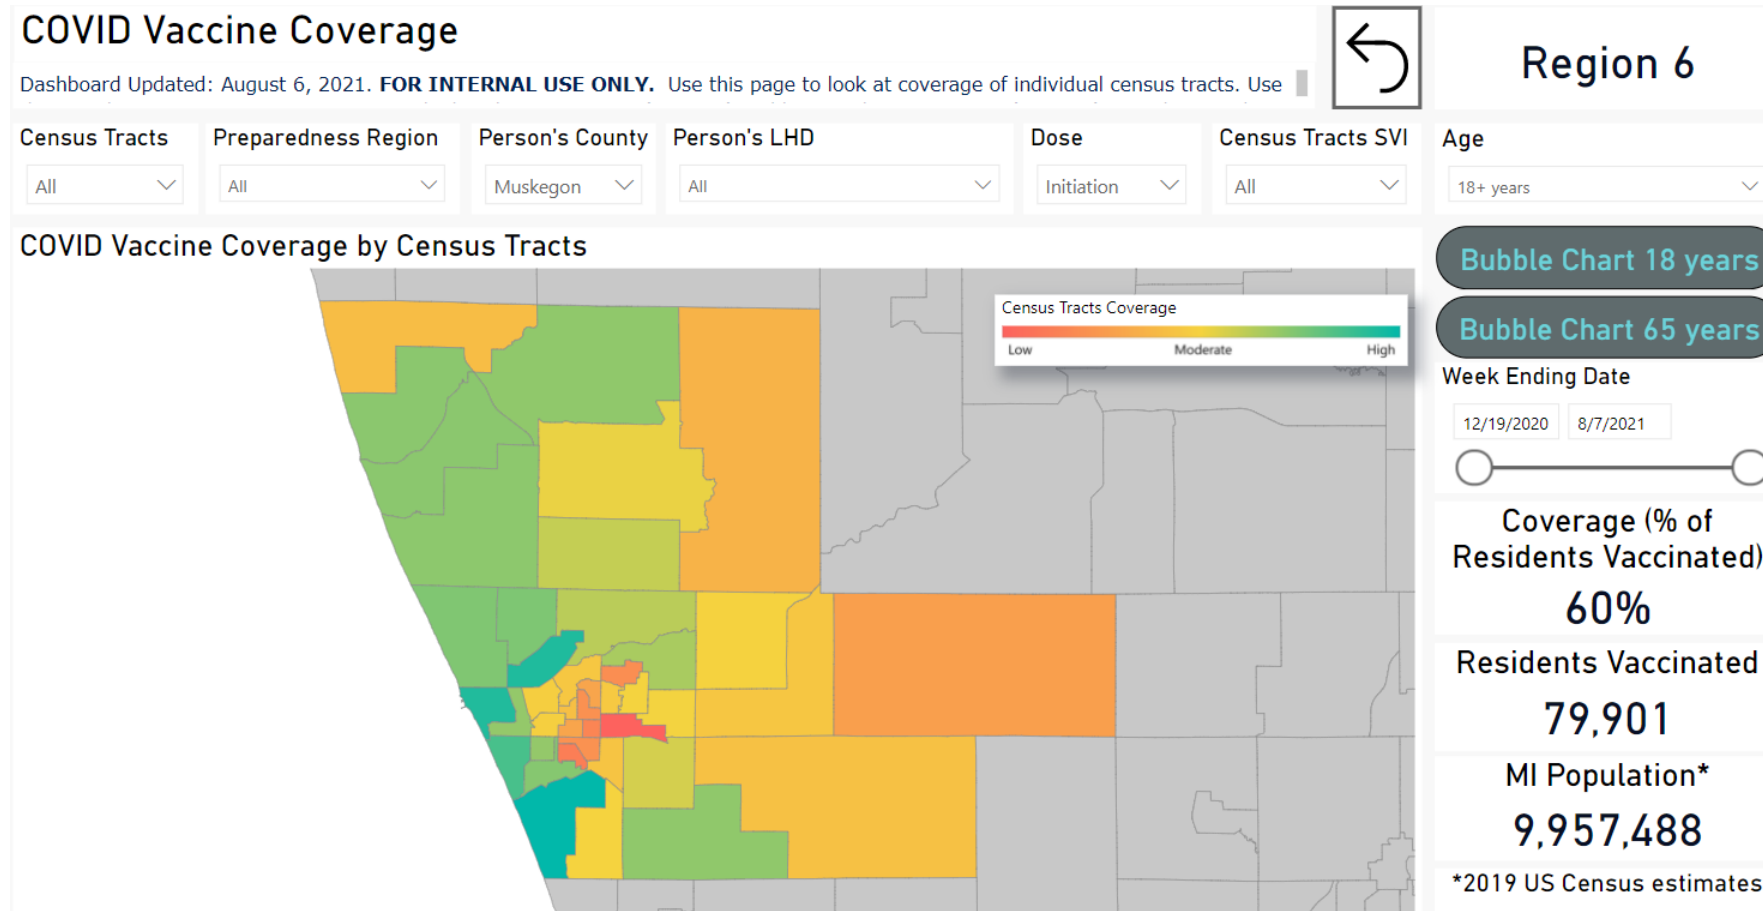 COVID Vaccine Coverage
Dashboard Updated: August 6, 2021. FOR INTERNAL USE ONLY. Use this page to look at coverage of individual census tracts. Use
Region 6
Census Tracts
All
Preparedness Region
All
Person's County
Muskegon
Person's LHD
All
Dose
Initiation
Census Tracts SVI
All
Age
18+ years
COVID Vaccine Coverage by Census Tracts
Census Tracts Coverage
Low Moderate High
Bubble Chart 18 years
Bubble Chart 65 years
Week Ending Date
12/19/2020 8/7/2021
Coverage (% of
Residents Vaccinated)
60%
Residents Vaccinated
79,901
MI Population*
9,957,488
*2019 US Census estimates